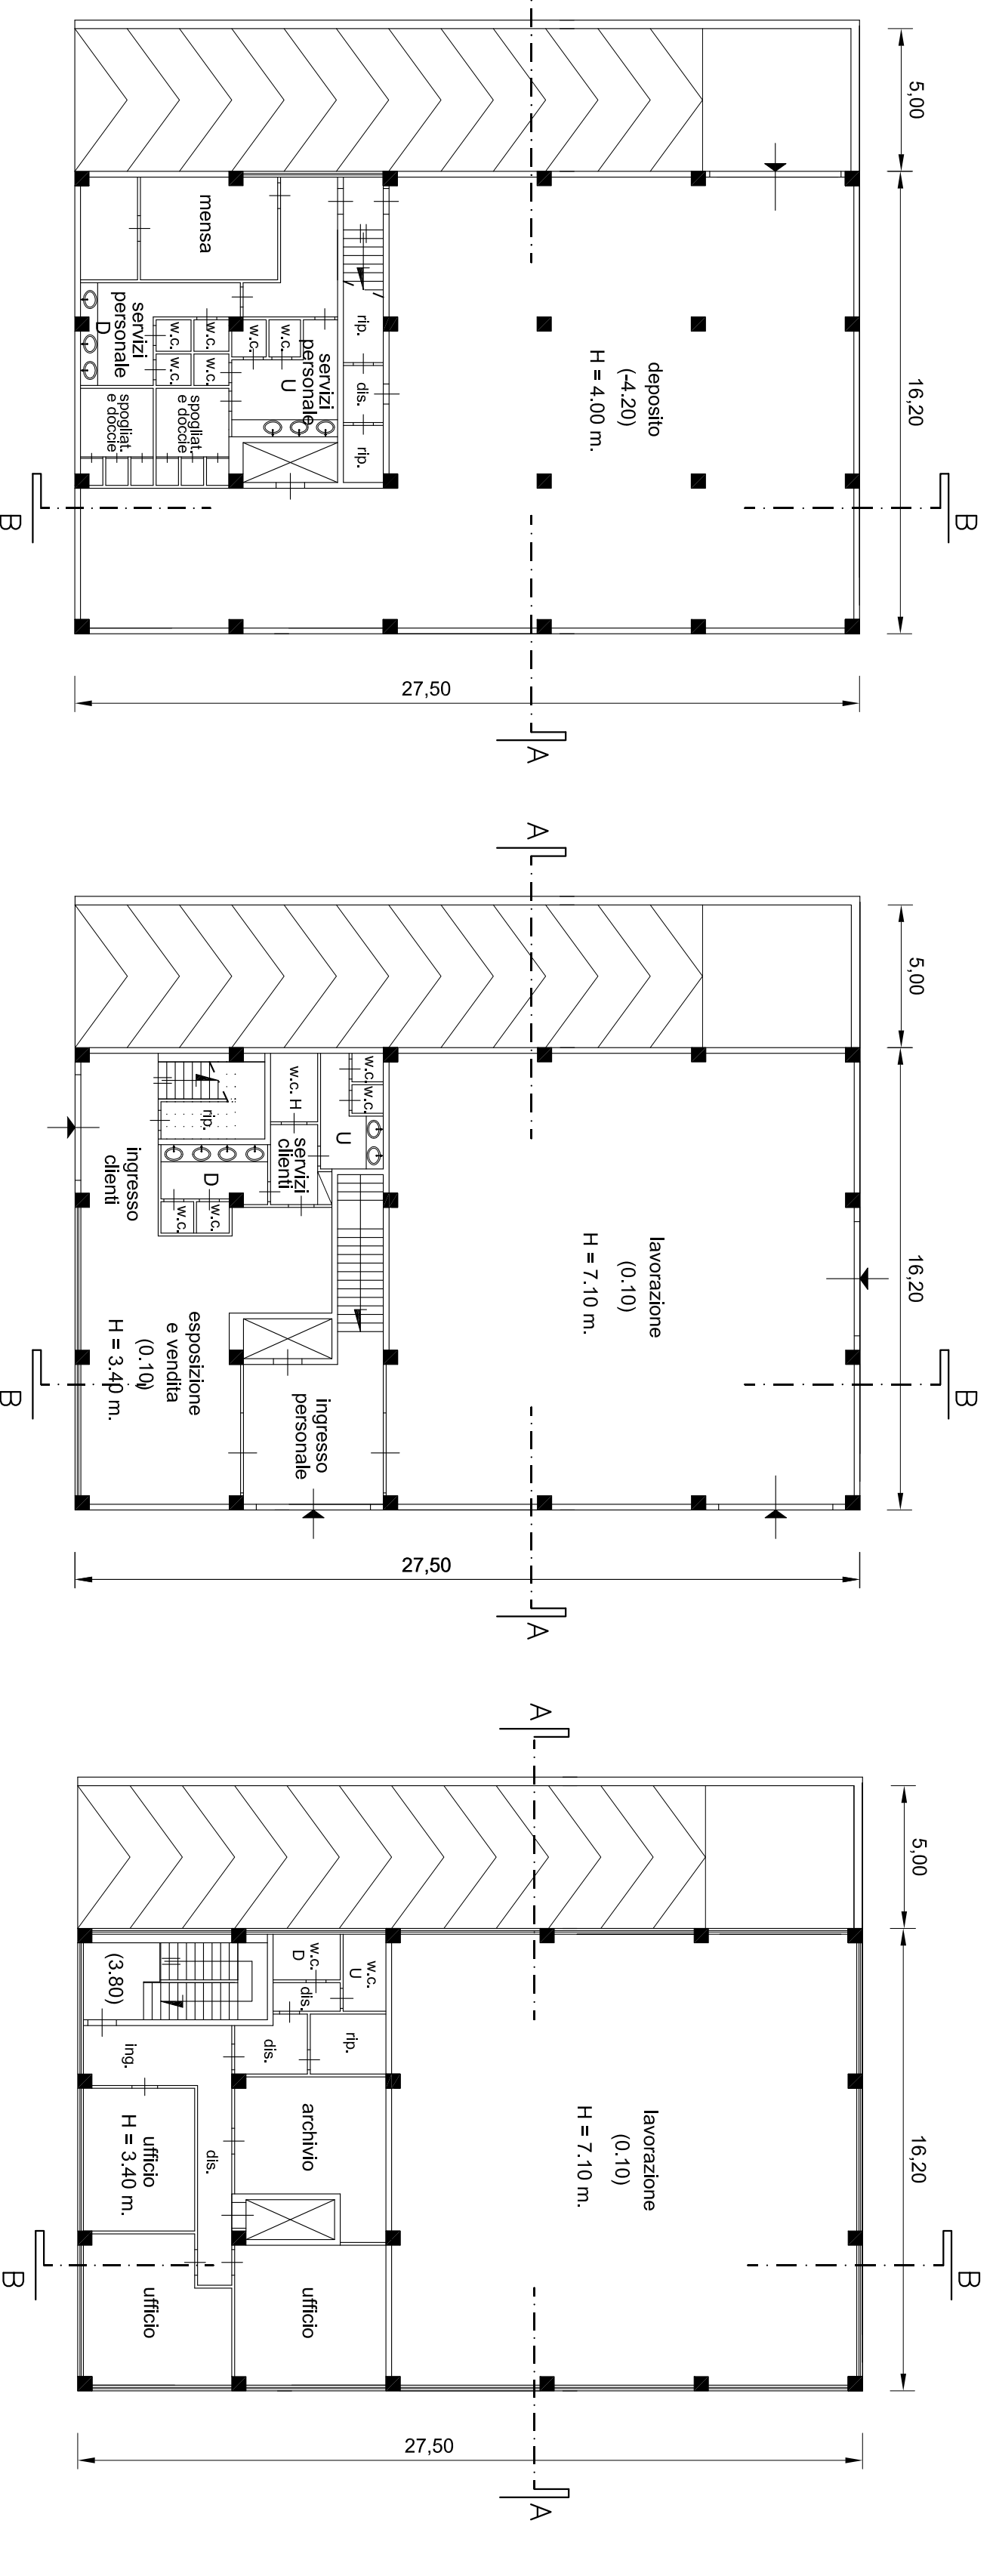 5,00
16,20
mensa
rip.
dis.
rip.
servizi
personale
U
w.c.
w.c.
w.c.
w.c.
w.c.
w.c.
servizi
personale
D
spogliat.
e doccie
spogliat.
e doccie
deposito
(-4.20)
H = 4.00 m.
B
B
27,50
A
A
5,00
16,20
w.c.
w.c.
w.c. H
U
servizi
clienti
rip.
D
w.c.
w.c.
ingresso
clienti
lavorazione
(0.10)
H = 7.10 m.
esposizione
e vendita
(0.10)
H = 3.40 m.
ingresso
personale
B
B
27,50
A
A
5,00
16,20
w.c.
U
w.c.
D
dis.
(3.80)
rip.
dis.
ing.
archivio
dis.
ufficio
H = 3.40 m.
lavorazione
(0.10)
H = 7.10 m.
ufficio
ufficio
B
B
27,50
A